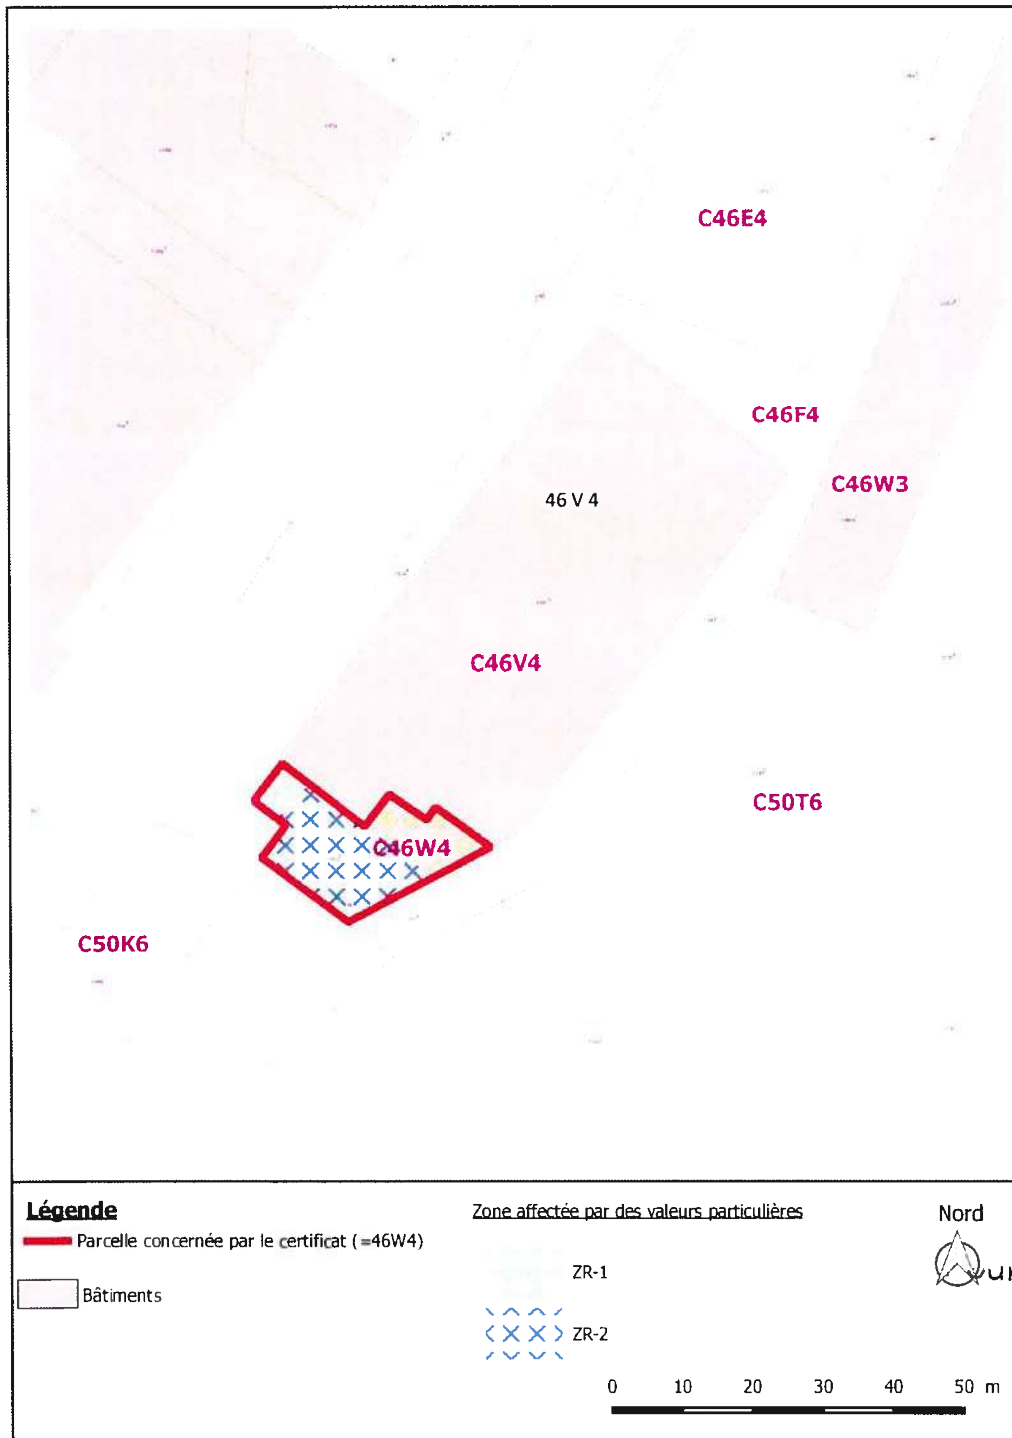 C46E4
C46F4
C46W3
46 V 4
C46V4
C50T6
C46W4
C50K6
Légende
Parcelle concernée par le certificat (=46W4)
Bâtiments
Zone affectée par des valeurs particulières
ZR-1
ZR-2
Nord
0 10 20 30 40 50 m